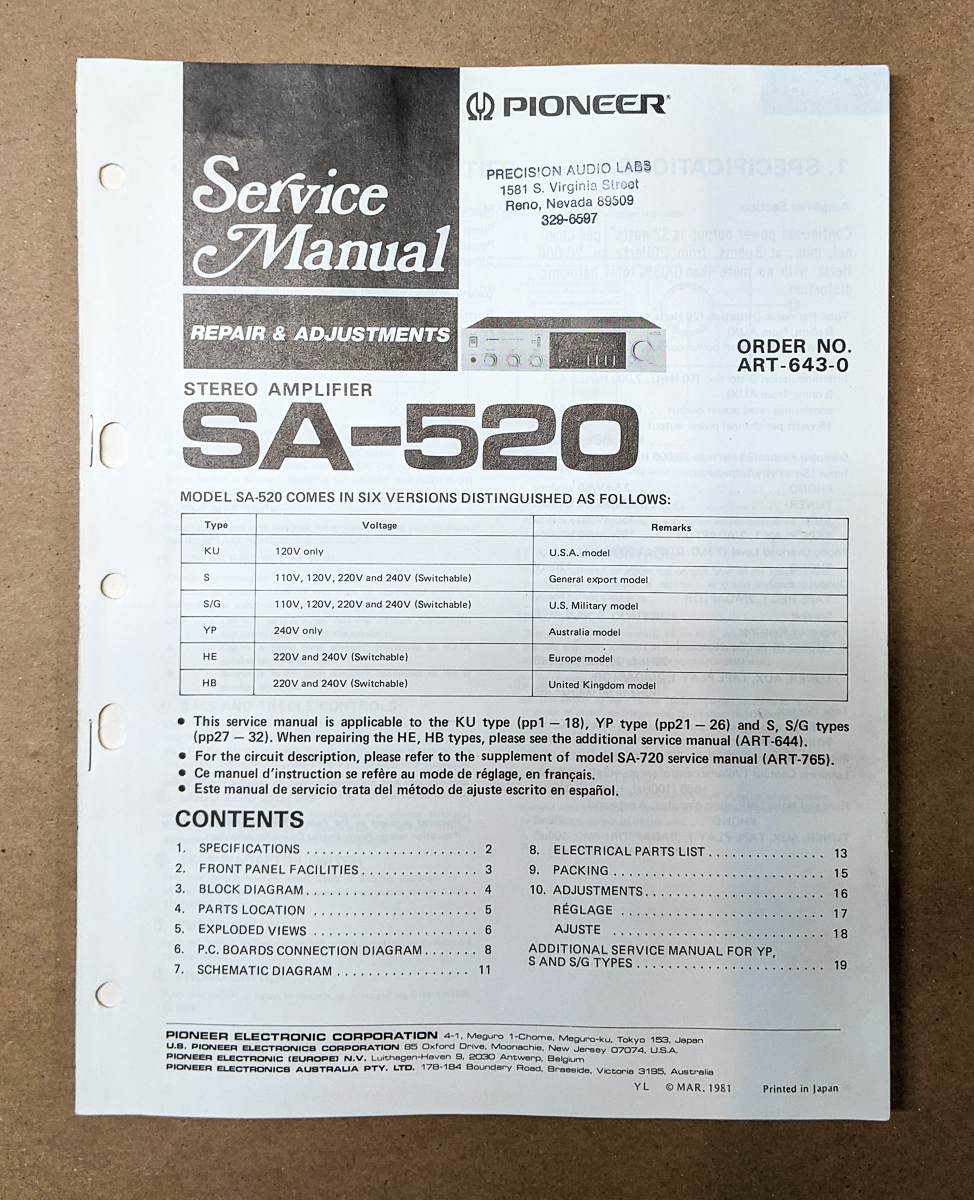 PIONEER®
Service
Manual
PRECISION AUDIO LABS
1581 S. Virginia Street
Reno, Nevada 89509
329-6597
REPAIR & ADJUSTMENTS
ORDER NO.
ART-643-0
STEREO AMPLIFIER
SA-520
MODEL SA-520 COMES IN SIX VERSIONS DISTINGUISHED AS FOLLOWS:
Type Voltage Remarks
KU 120V only U.S.A. model
S 110V, 120V, 220V and 240V (Switchable) General export model
S/G 110V, 120V, 220V and 240V (Switchable) U.S. Military model
YP 240V only Australia model
HE 220V and 240V (Switchable) Europe model
HB 220V and 240V (Switchable) United Kingdom model
● This service manual is applicable to the KU type (pp1 – 18), YP type (pp21 – 26) and S, S/G types
(pp27 – 32). When repairing the HE, HB types, please see the additional service manual (ART-644).
● For the circuit description, please refer to the supplement of model SA-720 service manual (ART-765).
● Ce manuel d'instruction se refère au mode de réglage, en français.
● Este manual de servicio trata del método de ajuste escrito en español.
CONTENTS
1. SPECIFICATIONS . . . . . . . . . . . . . . . . . . . . . 2
2. FRONT PANEL FACILITIES . . . . . . . . . . . . . . . 3
3. BLOCK DIAGRAM . . . . . . . . . . . . . . . . . . . . . 4
4. PARTS LOCATION . . . . . . . . . . . . . . . . . . . . 5
5. EXPLODED VIEWS . . . . . . . . . . . . . . . . . . . . 6
6. P.C. BOARDS CONNECTION DIAGRAM . . . . . . . 8
7. SCHEMATIC DIAGRAM . . . . . . . . . . . . . . . . . 11
8. ELECTRICAL PARTS LIST . . . . . . . . . . . . . . . 13
9. PACKING . . . . . . . . . . . . . . . . . . . . . . . . . . . 15
10. ADJUSTMENTS . . . . . . . . . . . . . . . . . . . . . . . 16
RÉGLAGE . . . . . . . . . . . . . . . . . . . . . . . . . . 17
AJUSTE . . . . . . . . . . . . . . . . . . . . . . . . . . . 18
ADDITIONAL SERVICE MANUAL FOR YP,
S AND S/G TYPES . . . . . . . . . . . . . . . . . . . . . . . . 19
PIONEER ELECTRONIC CORPORATION 4-1, Meguro 1-Chome, Meguro-ku, Tokyo 153, Japan
U.S. PIONEER ELECTRONICS CORPORATION 85 Oxford Drive, Moonachie, New Jersey 07074, U.S.A.
PIONEER ELECTRONIC (EUROPE) N.V. Luithagen-Haven 9, 2030 Antwerp, Belgium
PIONEER ELECTRONICS AUSTRALIA PTY. LTD. 178-184 Boundary Road, Braeside, Victoria 3195, Australia
YL © MAR. 1981 Printed in Japan